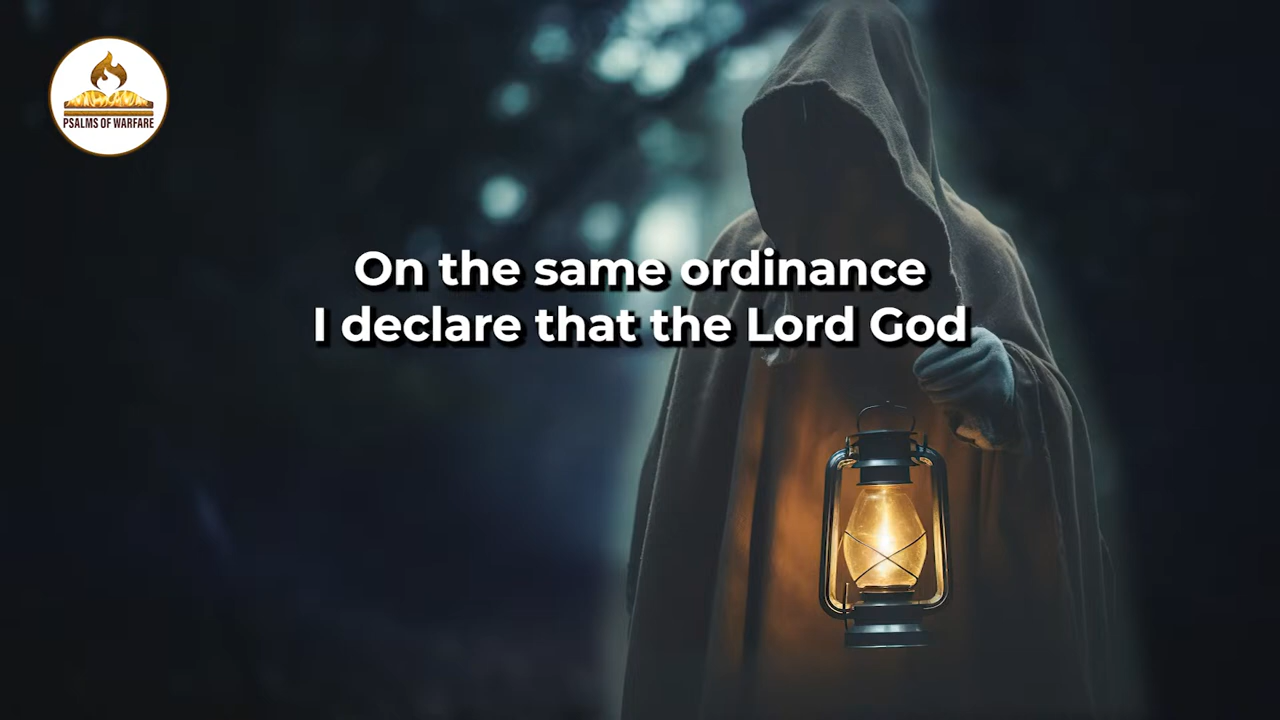 PSALMS OF WARFARE
On the same ordinance
I declare that the Lord God